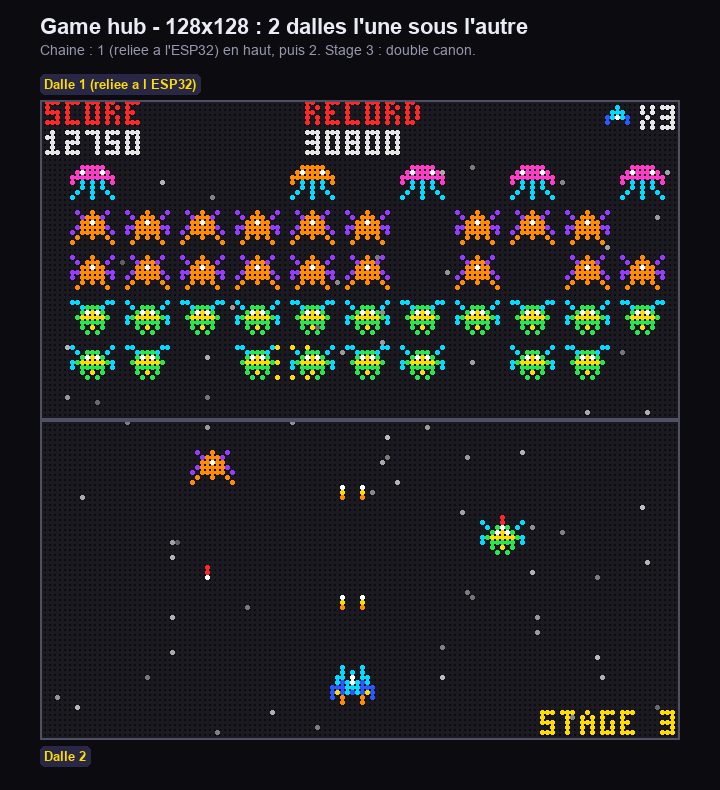 Game hub - 128x128 : 2 dalles l'une sous l'autre
Chaine : 1 (reliee a l'ESP32) en haut, puis 2. Stage 3 : double canon.
Dalle 1 (reliee a l ESP32)
SCORE RECORD X3
12750 30800
STAGE 3
Dalle 2